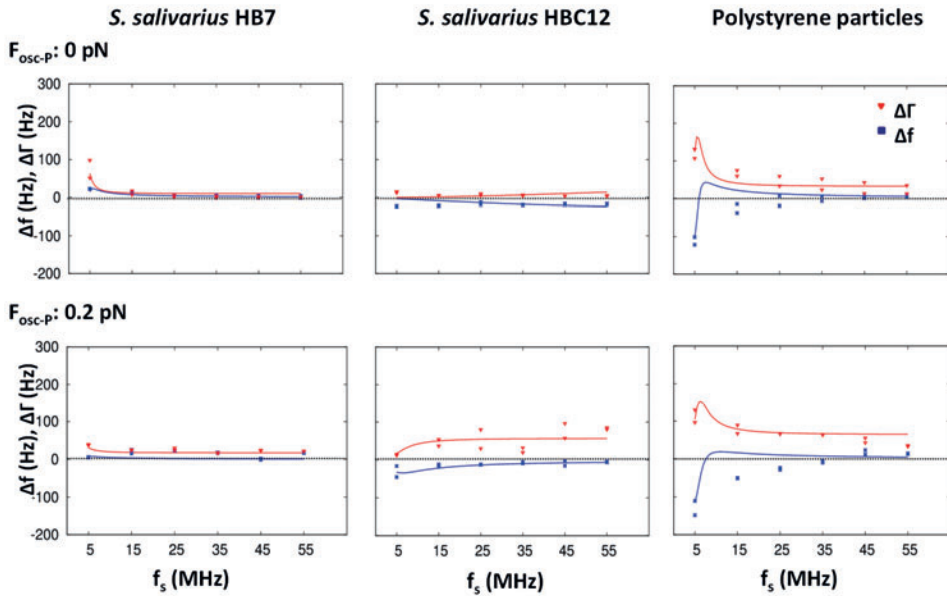 S. salivarius HB7 S. salivarius HBC12 Polystyrene particles
Fosc-P: 0 pN
Δf (Hz), ΔΓ (Hz)
300
200
100
0
-100
-200
ΔΓ
Δf
Fosc-P: 0.2 pN
Δf (Hz), ΔΓ (Hz)
300
200
100
0
-100
-200
5 15 25 35 45 55 5 15 25 35 45 55 5 15 25 35 45 55
fs (MHz) fs (MHz) fs (MHz)